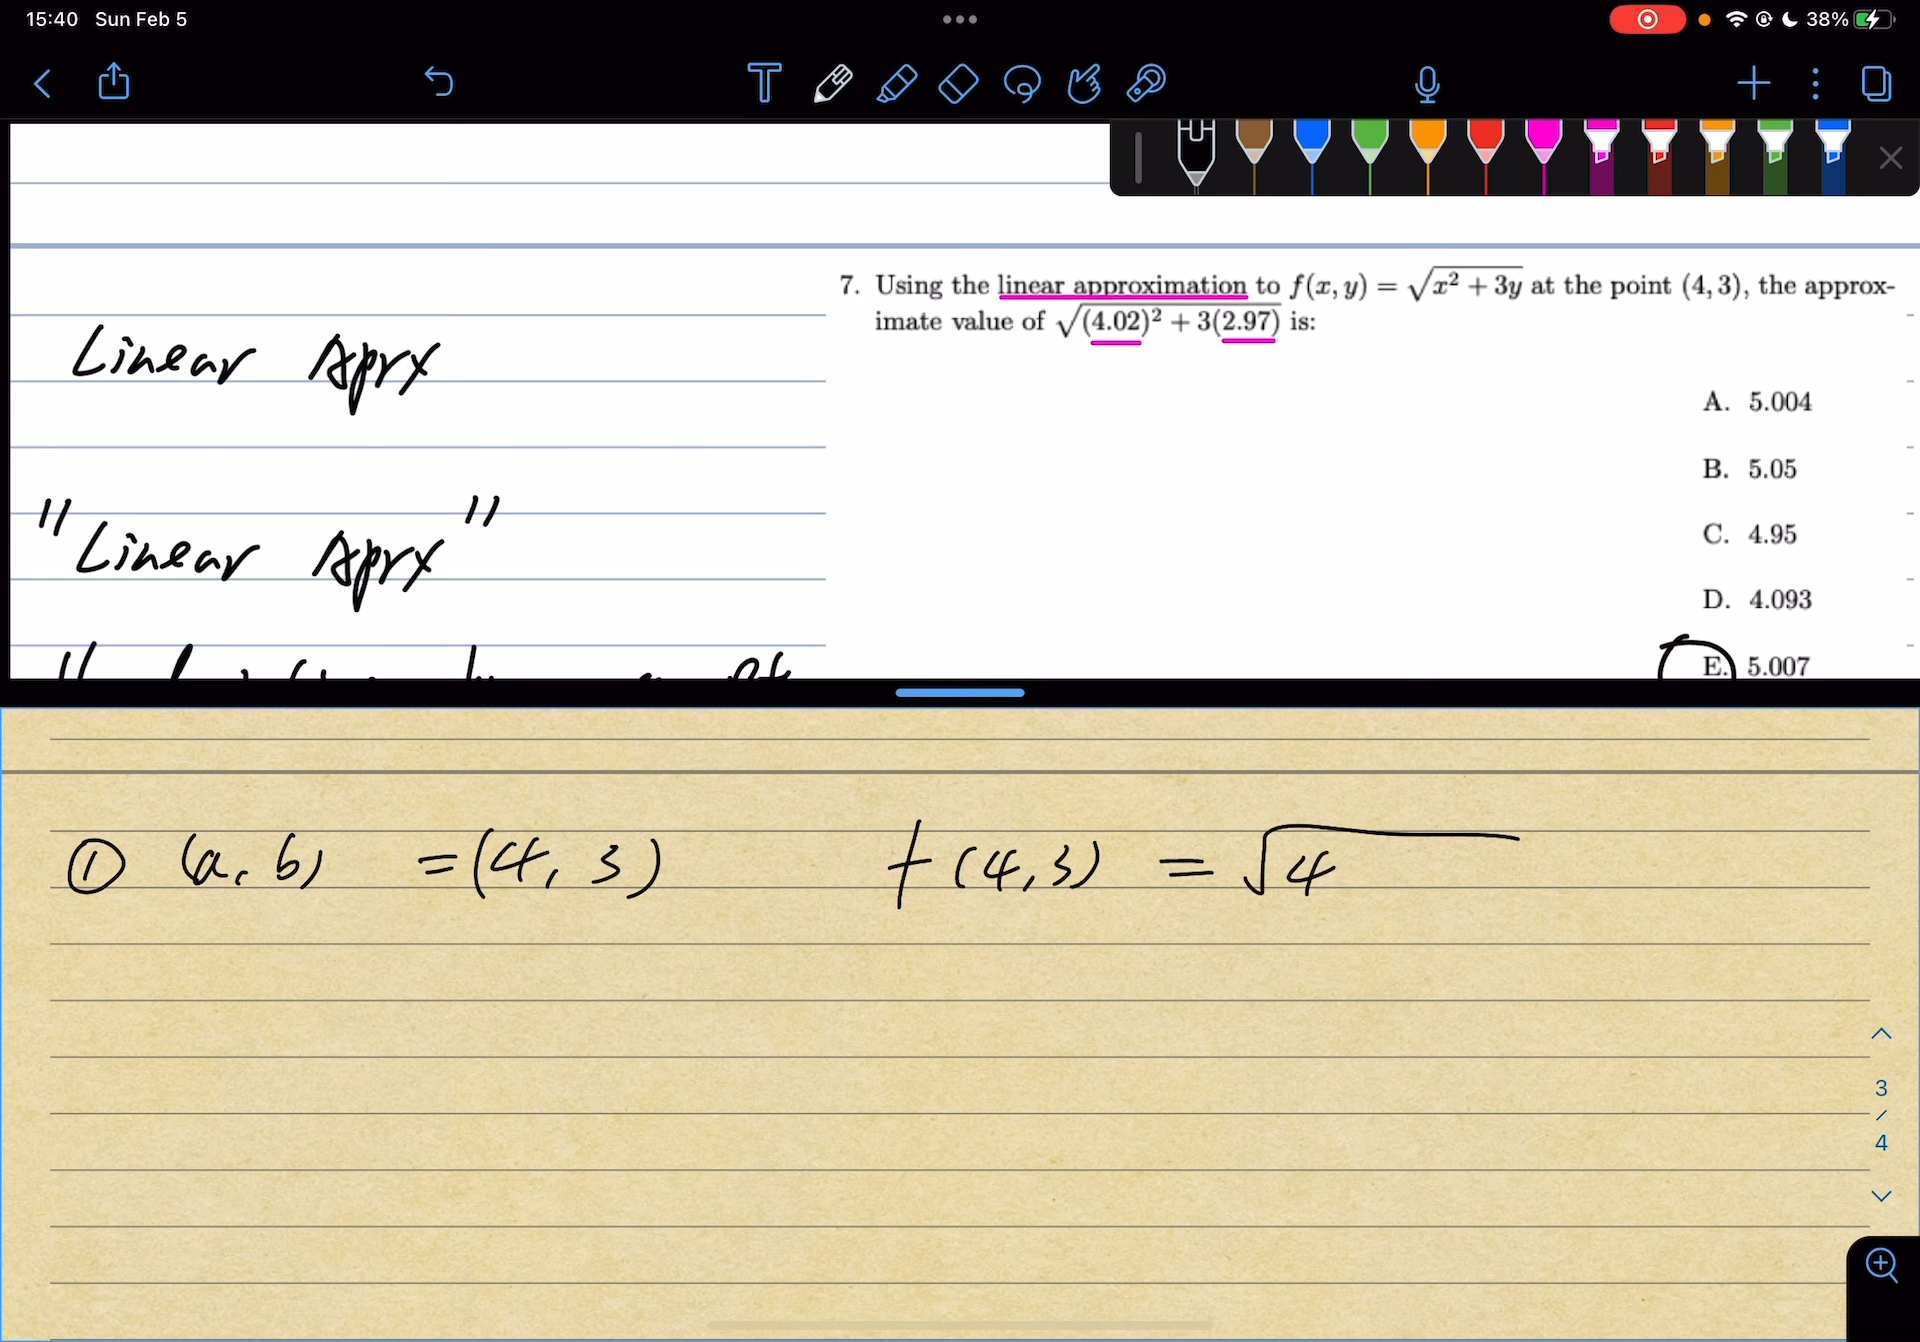 15:40 Sun Feb 5
38%
7. Using the linear approximation to f(x, y) = √(x² + 3y) at the point (4, 3), the approx-
imate value of √((4.02)² + 3(2.97)) is:
A. 5.004
B. 5.05
C. 4.95
D. 4.093
E. 5.007
Linear Aprx
"Linear Aprx"
① (a, b) = (4, 3) f(4,3) = √4
3
/
4